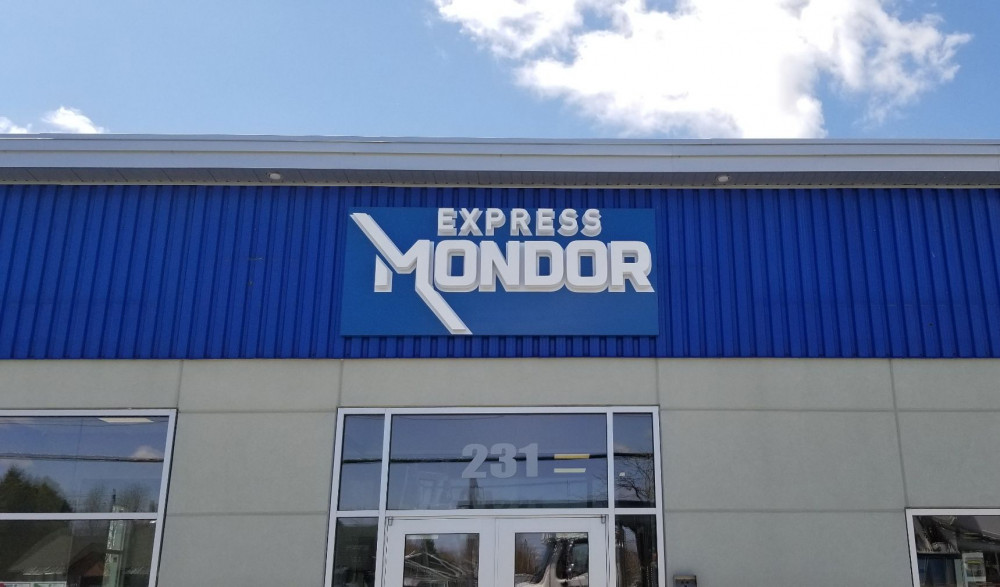 EXPRESS
MONDOR
231